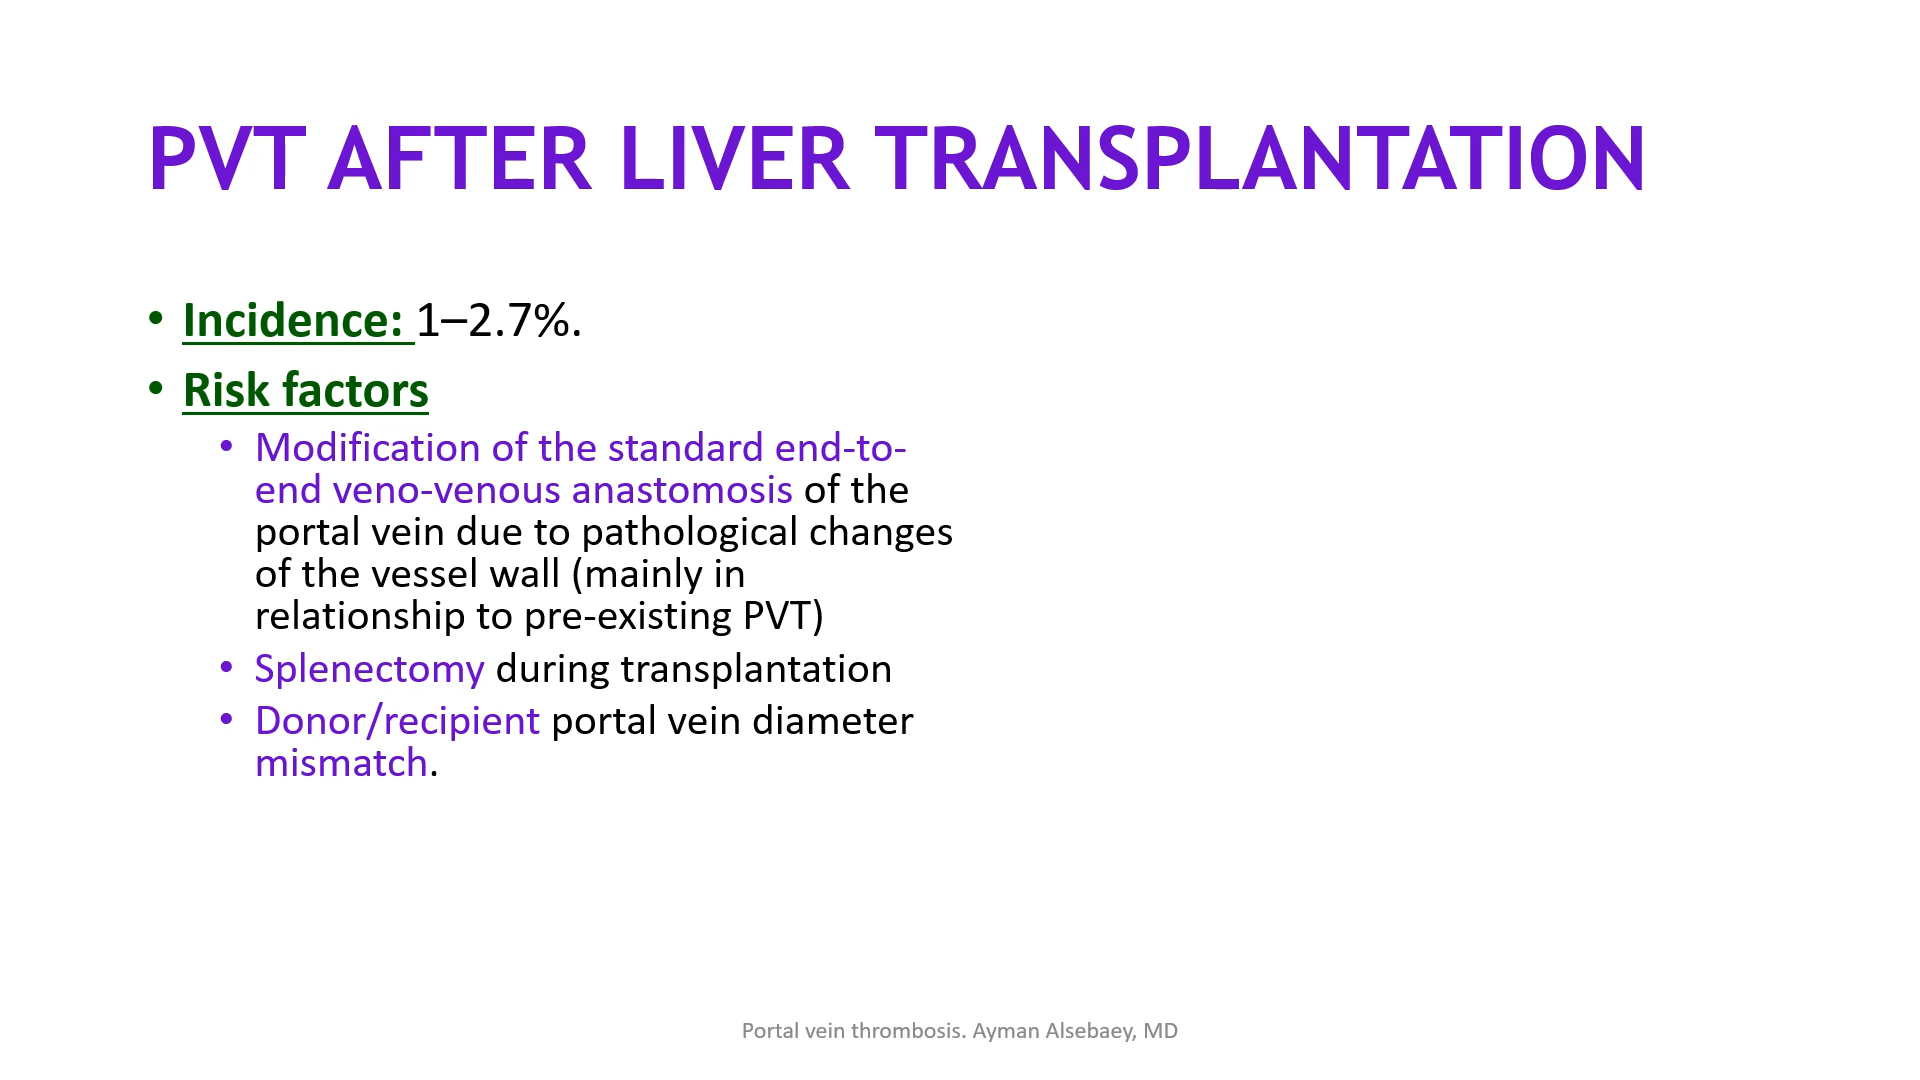 PVT AFTER LIVER TRANSPLANTATION
• Incidence: 1–2.7%.
• Risk factors
• Modification of the standard end-to-
end veno-venous anastomosis of the
portal vein due to pathological changes
of the vessel wall (mainly in
relationship to pre-existing PVT)
• Splenectomy during transplantation
• Donor/recipient portal vein diameter
mismatch.
Portal vein thrombosis. Ayman Alsebaey, MD